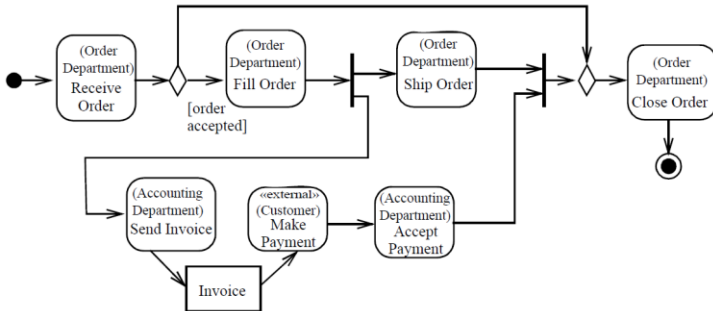 (Order
Department)
Receive
Order
[order
accepted]
(Order
Department)
Fill Order
(Order
Department)
Ship Order
(Order
Department)
Close Order
(Accounting
Department)
Send Invoice
Invoice
«external»
(Customer)
Make
Payment
(Accounting
Department)
Accept
Payment